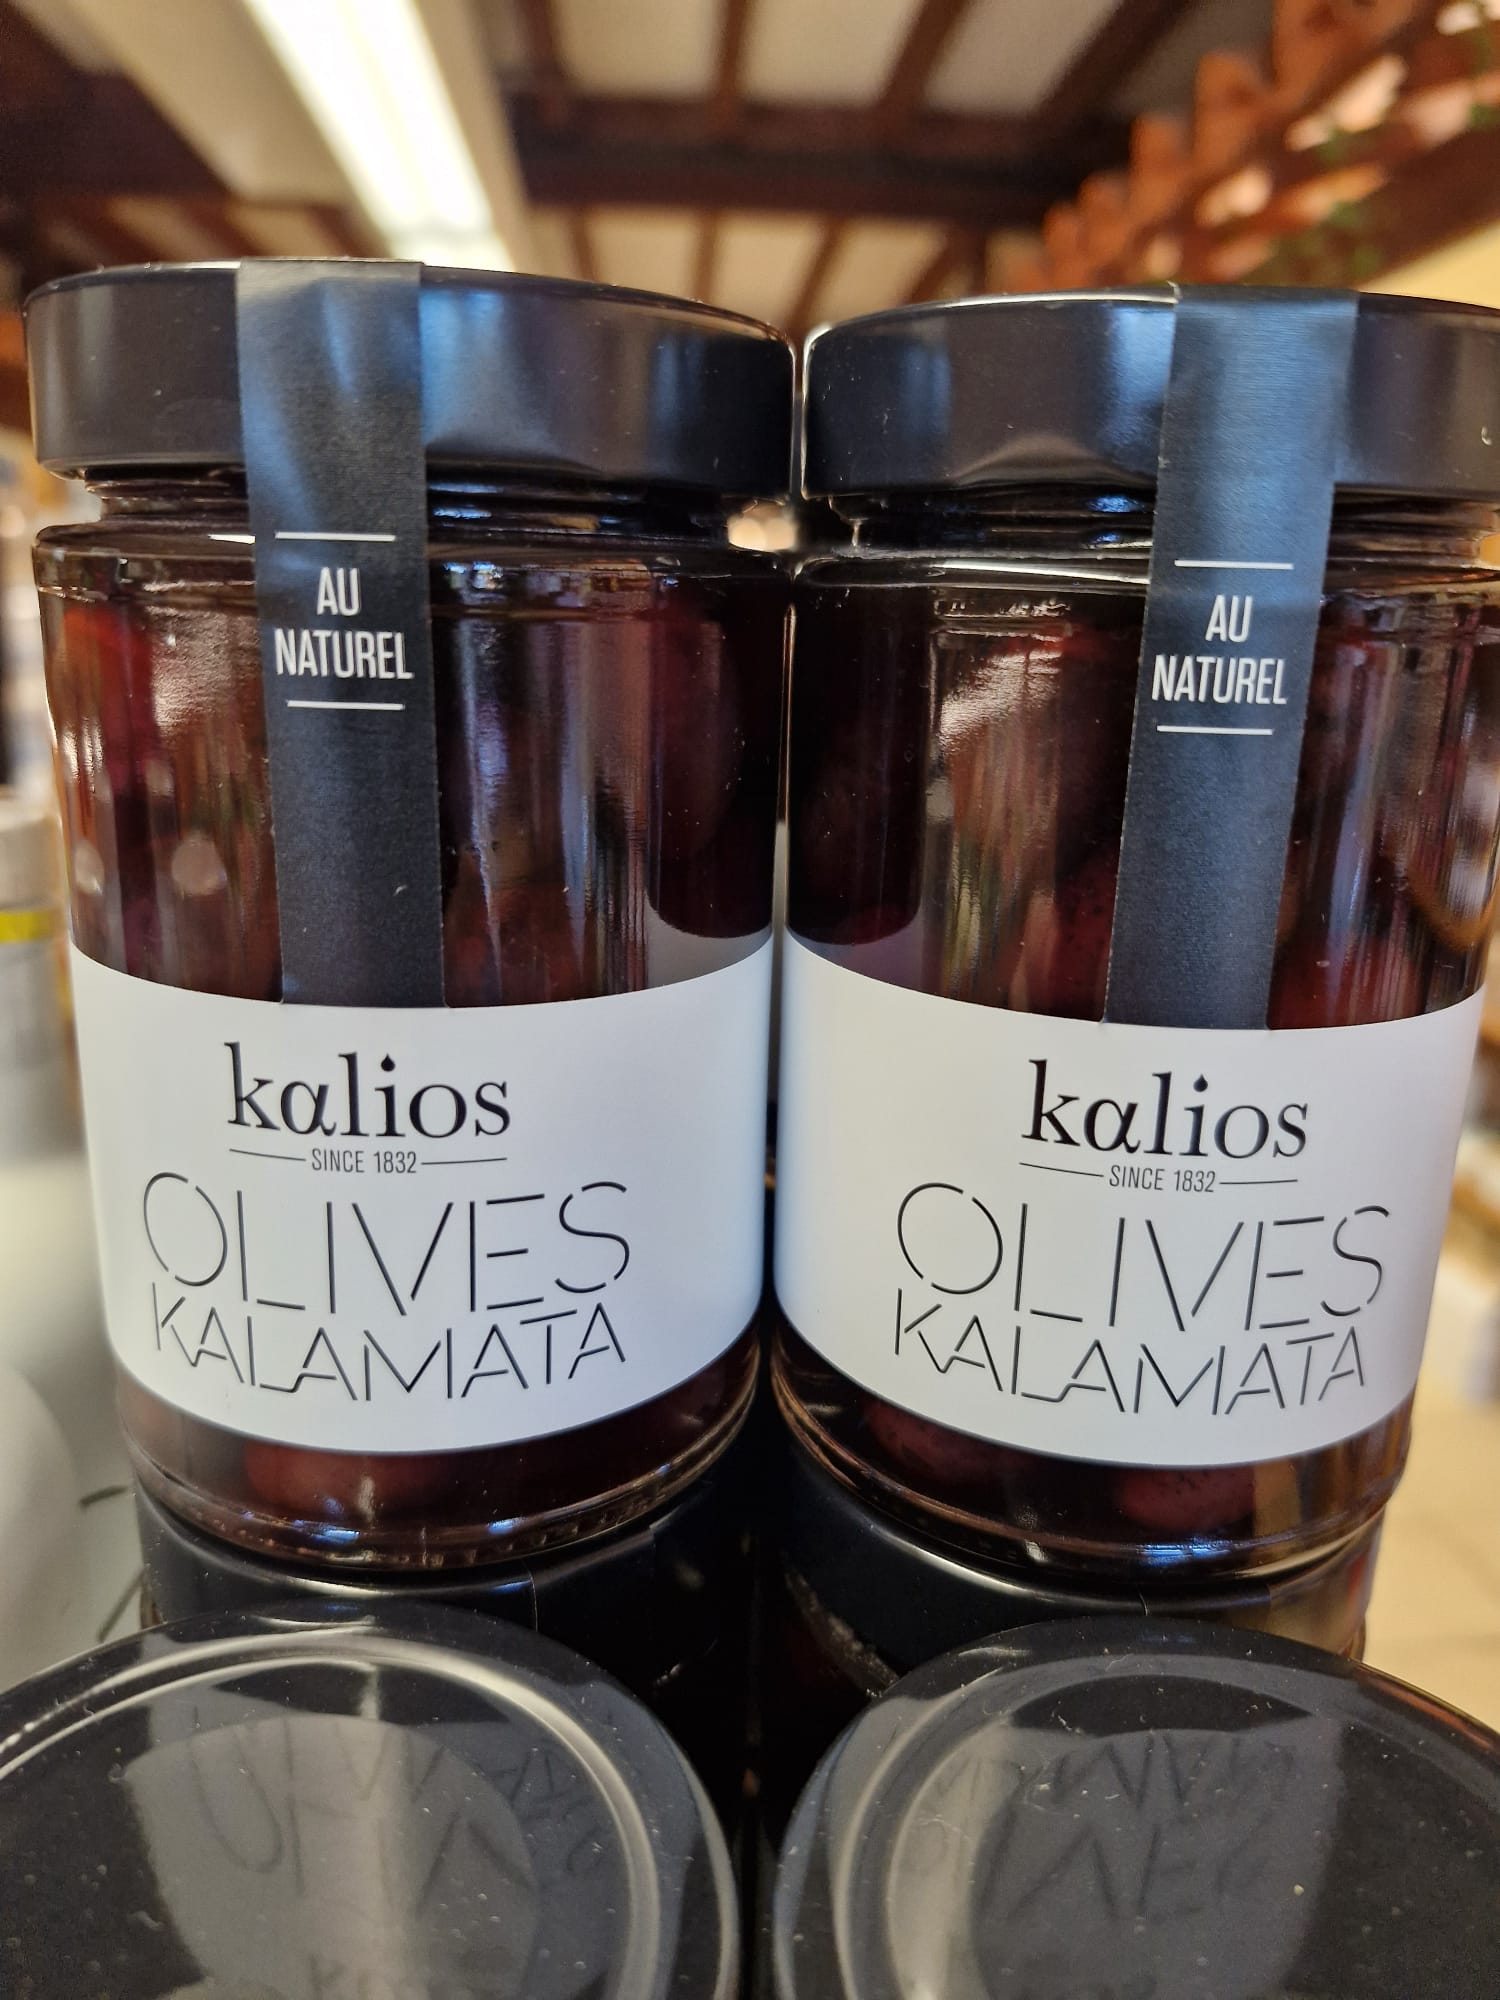 AU
NATUREL
kαlios
SINCE 1832
OLIVES
KALAMATA
AU
NATUREL
kαlios
SINCE 1832
OLIVES
KALAMATA